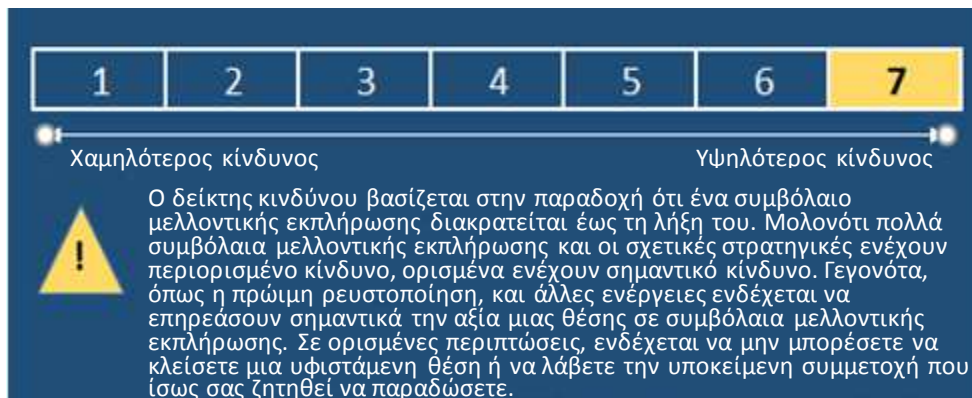 1 2 3 4 5 6 7
Χαμηλότερος κίνδυνος Υψηλότερος κίνδυνος
Ο δείκτης κινδύνου βασίζεται στην παραδοχή ότι ένα συμβόλαιο
μελλοντικής εκπλήρωσης διακρατείται έως τη λήξη του. Μολονότι πολλά
συμβόλαια μελλοντικής εκπλήρωσης και οι σχετικές στρατηγικές ενέχουν
περιορισμένο κίνδυνο, ορισμένα ενέχουν σημαντικό κίνδυνο. Γεγονότα,
όπως η πρώιμη ρευστοποίηση, και άλλες ενέργειες ενδέχεται να
επηρεάσουν σημαντικά την αξία μιας θέσης σε συμβόλαια μελλοντικής
εκπλήρωσης. Σε ορισμένες περιπτώσεις, ενδέχεται να μην μπορέσετε να
κλείσετε μια υφιστάμενη θέση ή να λάβετε την υποκείμενη συμμετοχή που
ίσως σας ζητηθεί να παραδώσετε.
!